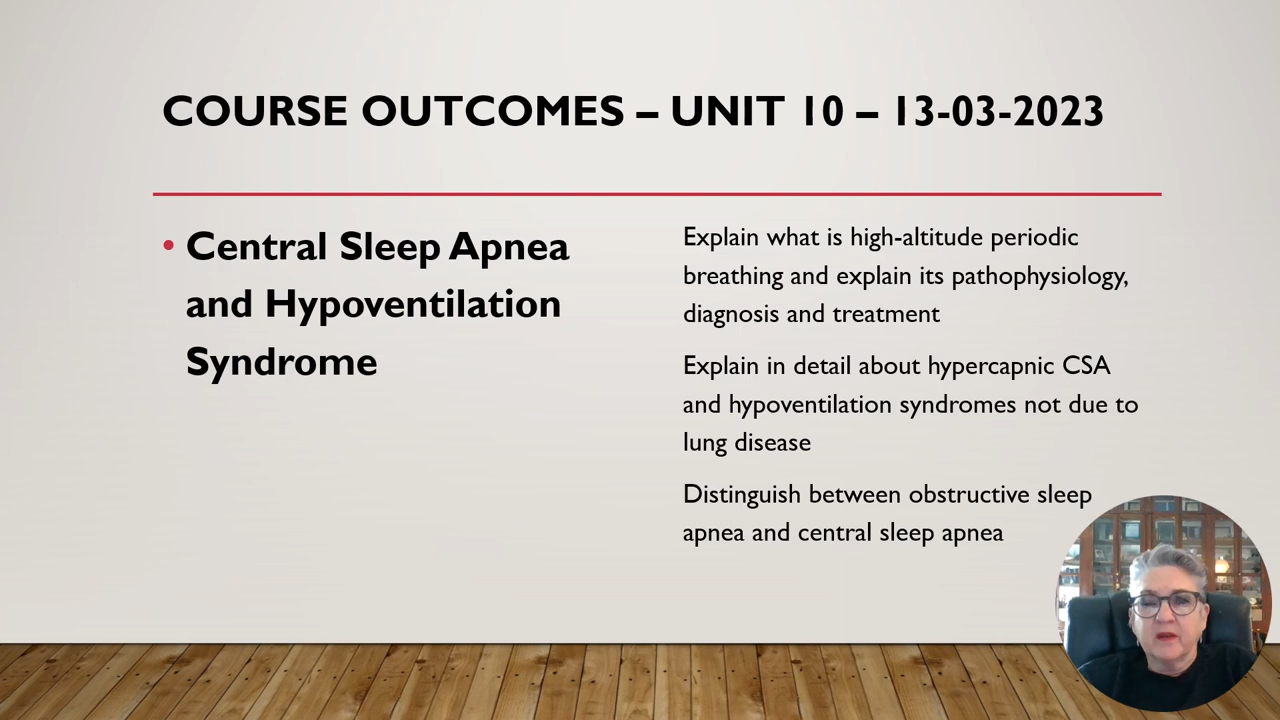 COURSE OUTCOMES – UNIT 10 – 13-03-2023
• Central Sleep Apnea
and Hypoventilation
Syndrome
Explain what is high-altitude periodic
breathing and explain its pathophysiology,
diagnosis and treatment
Explain in detail about hypercapnic CSA
and hypoventilation syndromes not due to
lung disease
Distinguish between obstructive sleep
apnea and central sleep apnea